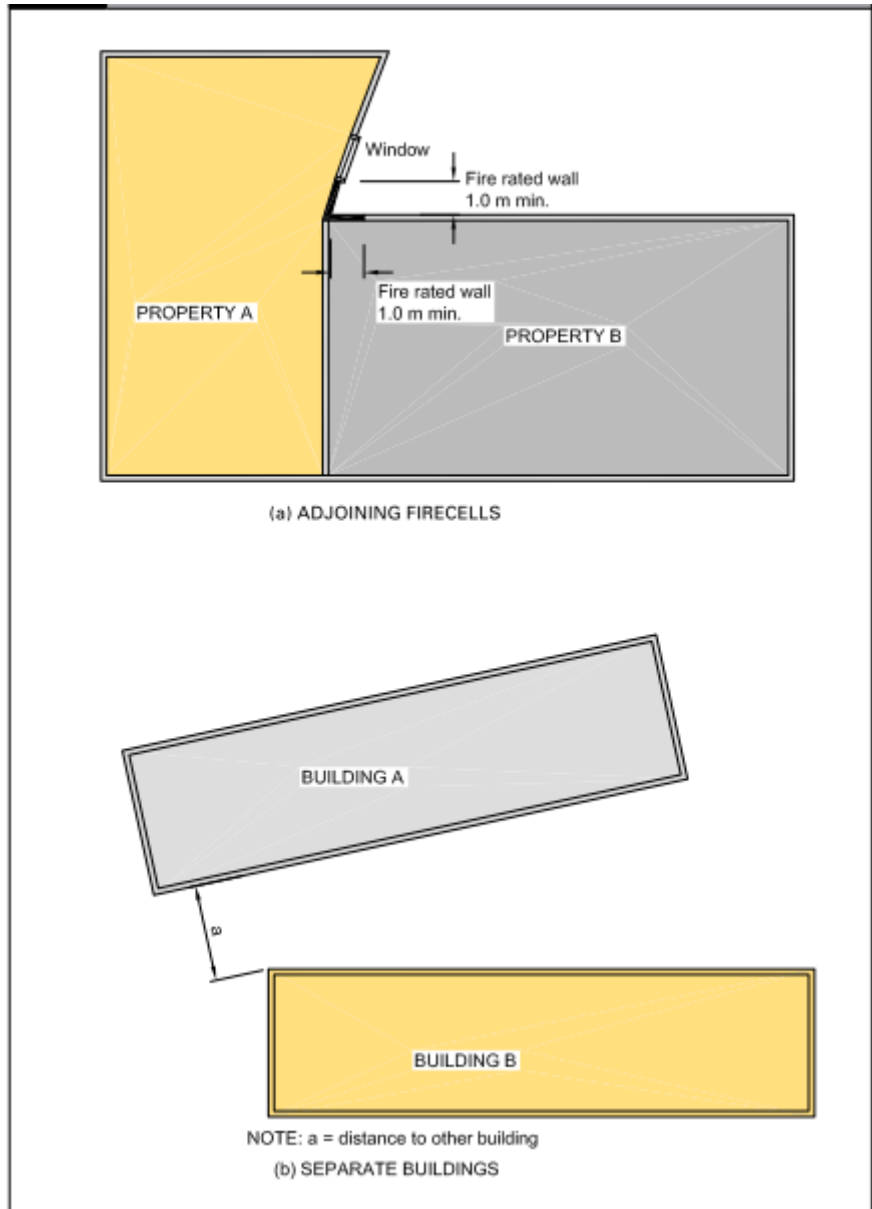 Window
Fire rated wall
1.0 m min.
Fire rated wall
1.0 m min.
PROPERTY A
PROPERTY B
(a) ADJOINING FIRECELLS
BUILDING A
a
BUILDING B
NOTE: a = distance to other building
(b) SEPARATE BUILDINGS